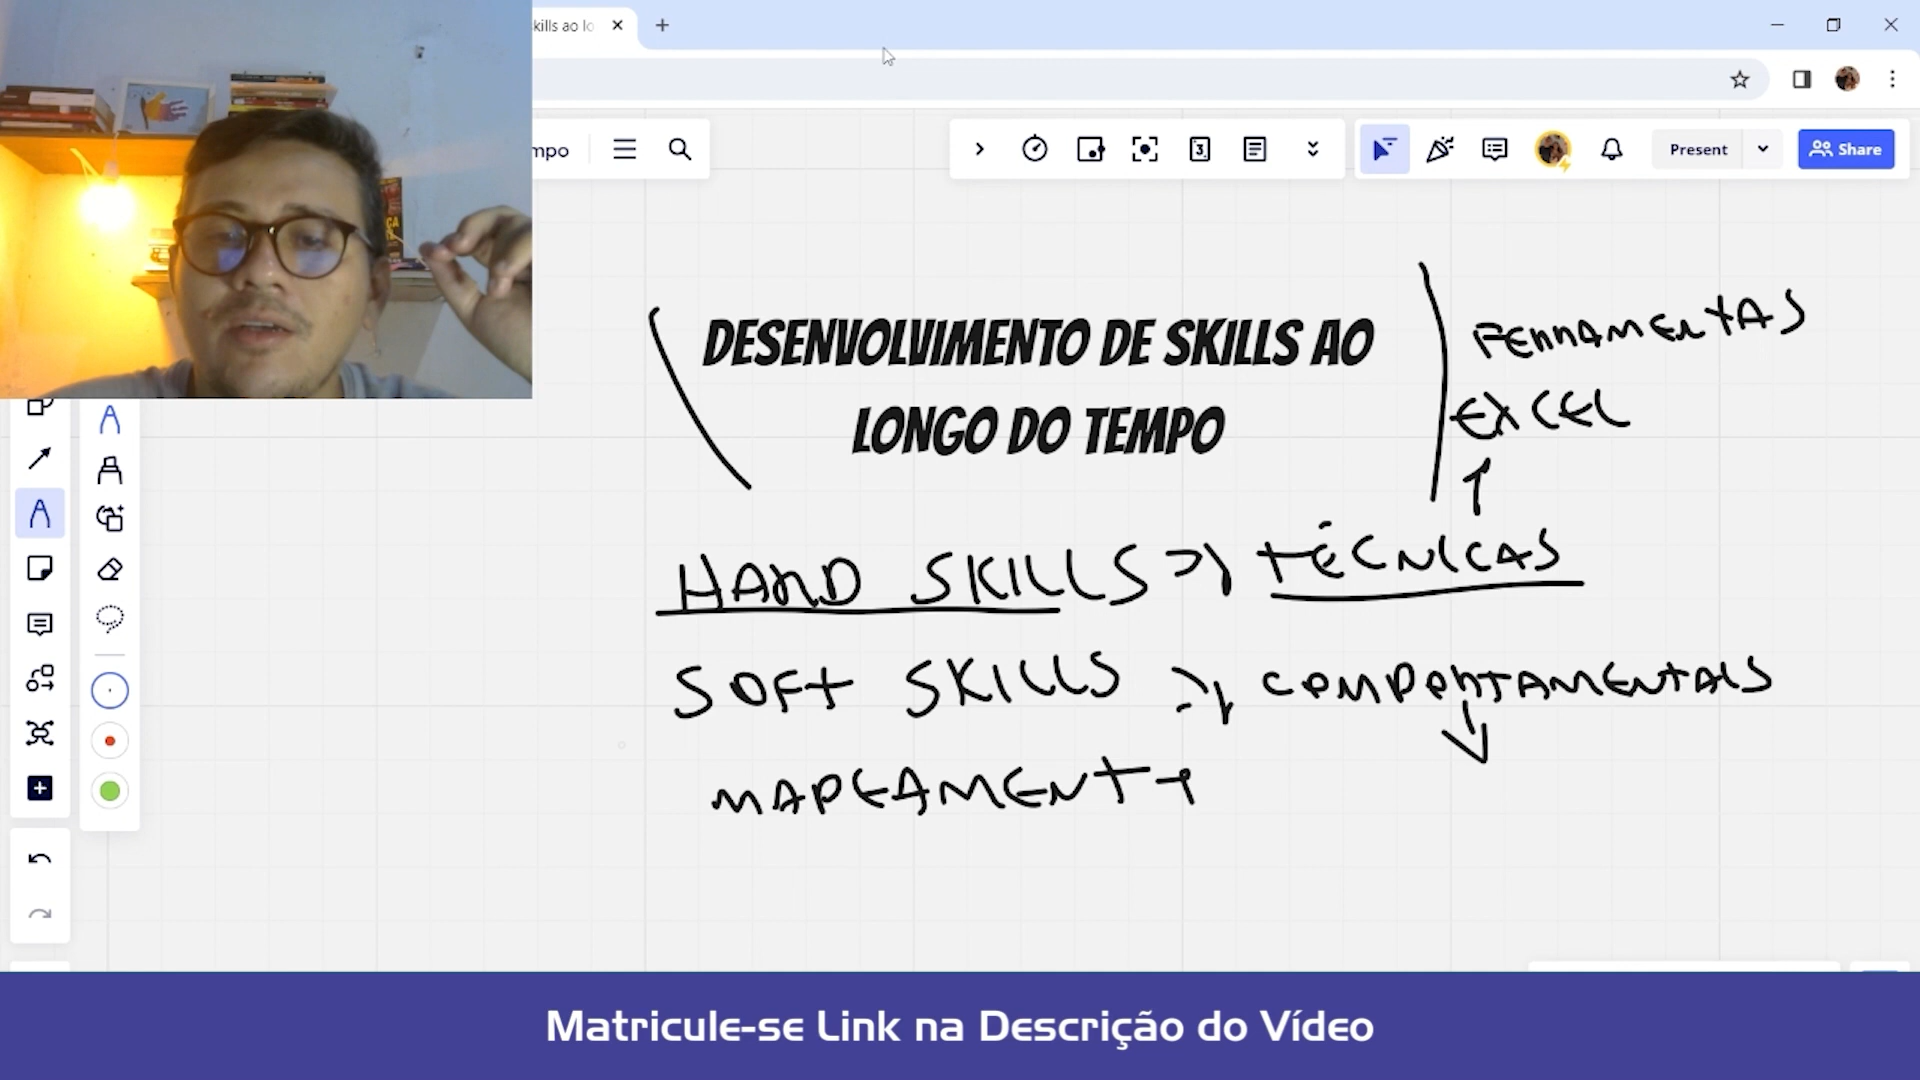 kills ao lo
mpo
Present
Share
DESENVOLVIMENTO DE SKILLS AO
LONGO DO TEMPO
FERRAMENTAS
EXCEL
HARD SKILLS => TÉCNICAS
SOFT SKILLS => COMPORTAMENTAIS
MAPEAMENT
Matricule-se Link na Descrição do Vídeo